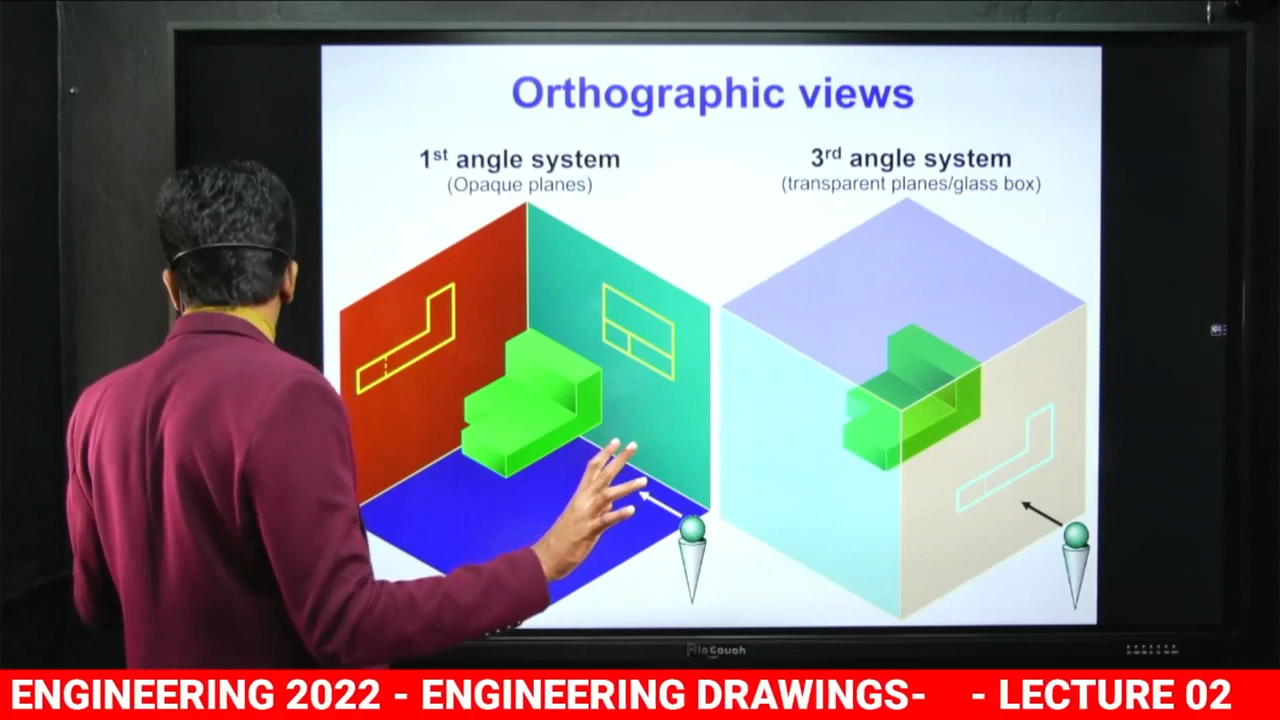 Orthographic views
1st angle system
(Opaque planes)
3rd angle system
(transparent planes/glass box)
ENGINEERING 2022 - ENGINEERING DRAWINGS- - LECTURE 02